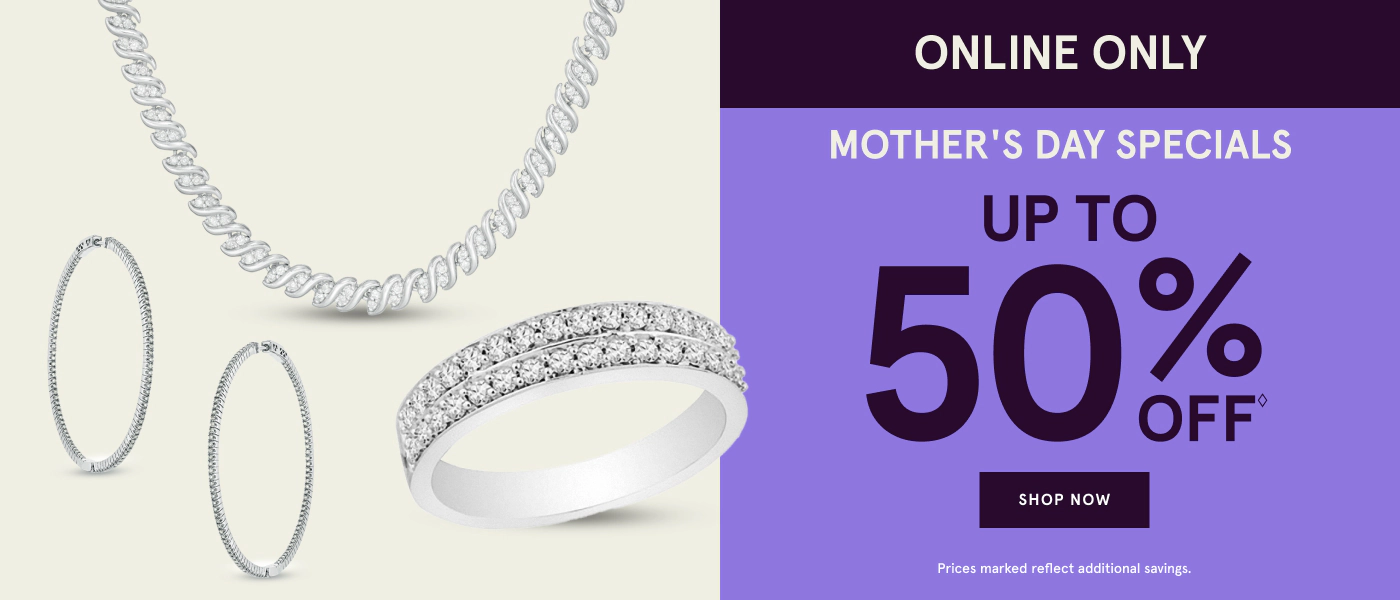 ONLINE ONLY
MOTHER'S DAY SPECIALS
UP TO
50%
OFF◊
SHOP NOW
Prices marked reflect additional savings.